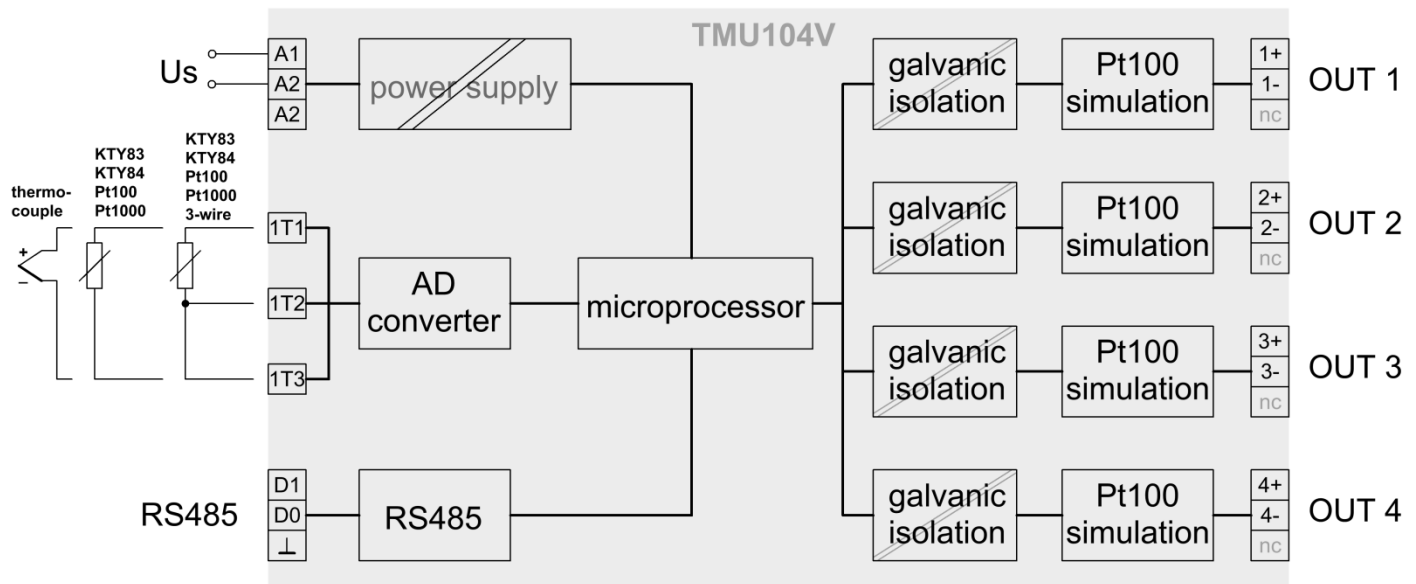 TMU104V
Us
A1
A2
A2
power supply
thermo-
couple
KTY83
KTY84
Pt100
Pt1000
KTY83
KTY84
Pt100
Pt1000
3-wire
+
–
1T1
1T2
1T3
AD
converter
microprocessor
RS485
D1
D0
⊥
RS485
galvanic
isolation
Pt100
simulation
1+
1-
nc
OUT 1
galvanic
isolation
Pt100
simulation
2+
2-
nc
OUT 2
galvanic
isolation
Pt100
simulation
3+
3-
nc
OUT 3
galvanic
isolation
Pt100
simulation
4+
4-
nc
OUT 4